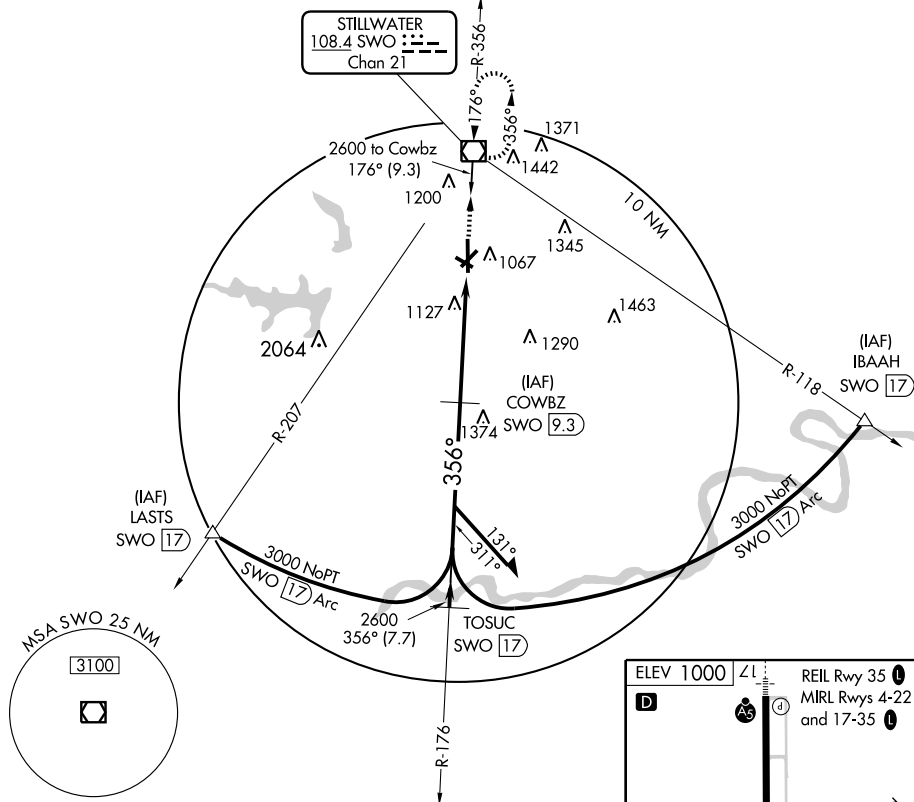 STILLWATER
108.4 SWO
Chan 21
R-356
176°
356°
1371
1442
2600 to Cowbz
176° (9.3)
1200
10 NM
1345
1067
1127
1463
2064
1290
(IAF)
IBAAH
SWO 17
R-118
R-207
(IAF)
COWBZ
SWO 9.3
1374
356°
(IAF)
LASTS
SWO 17
131°
311°
3000 NoPT
SWO 17 Arc
3000 NoPT
SWO 17 Arc
2600
356° (7.7)
TOSUC
SWO 17
MSA SWO 25 NM
3100
R-176
ELEV 1000
17
REIL Rwy 35 L
D
A5
P
MIRL Rwys 4-22
and 17-35 L